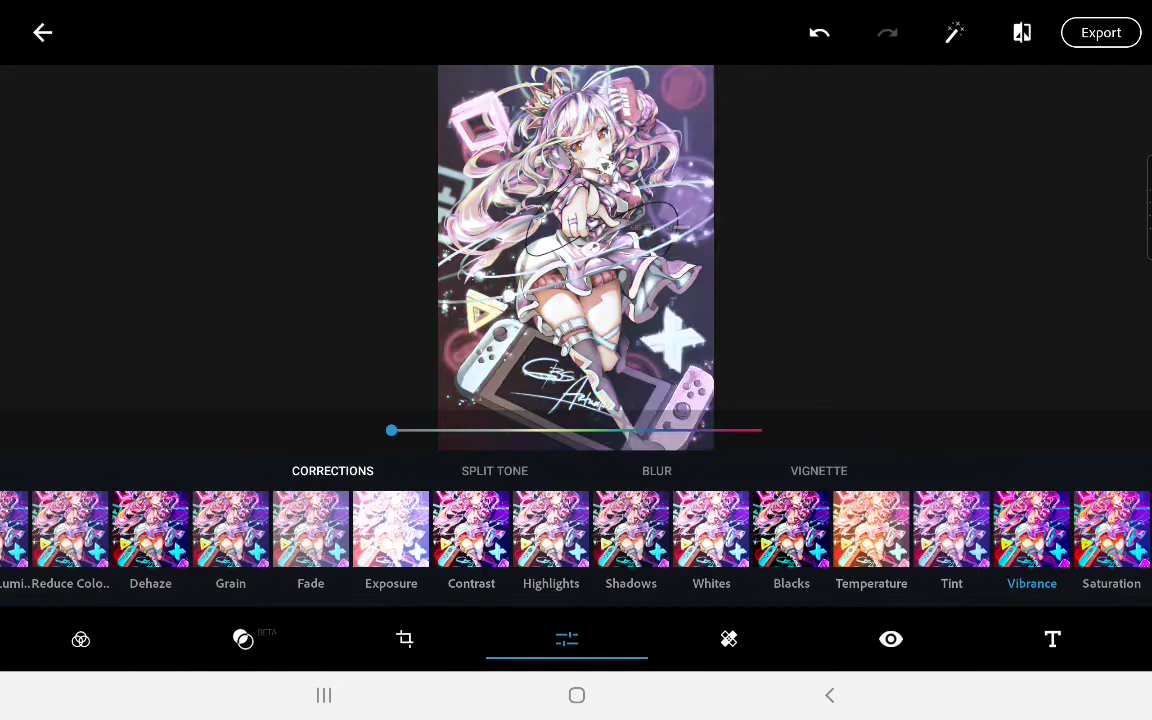 Export
CORRECTIONS SPLIT TONE BLUR VIGNETTE
Reduce Colo.. Dehaze Grain Fade Exposure Contrast Highlights Shadows Whites Blacks Temperature Tint Vibrance Saturation
BETA
T